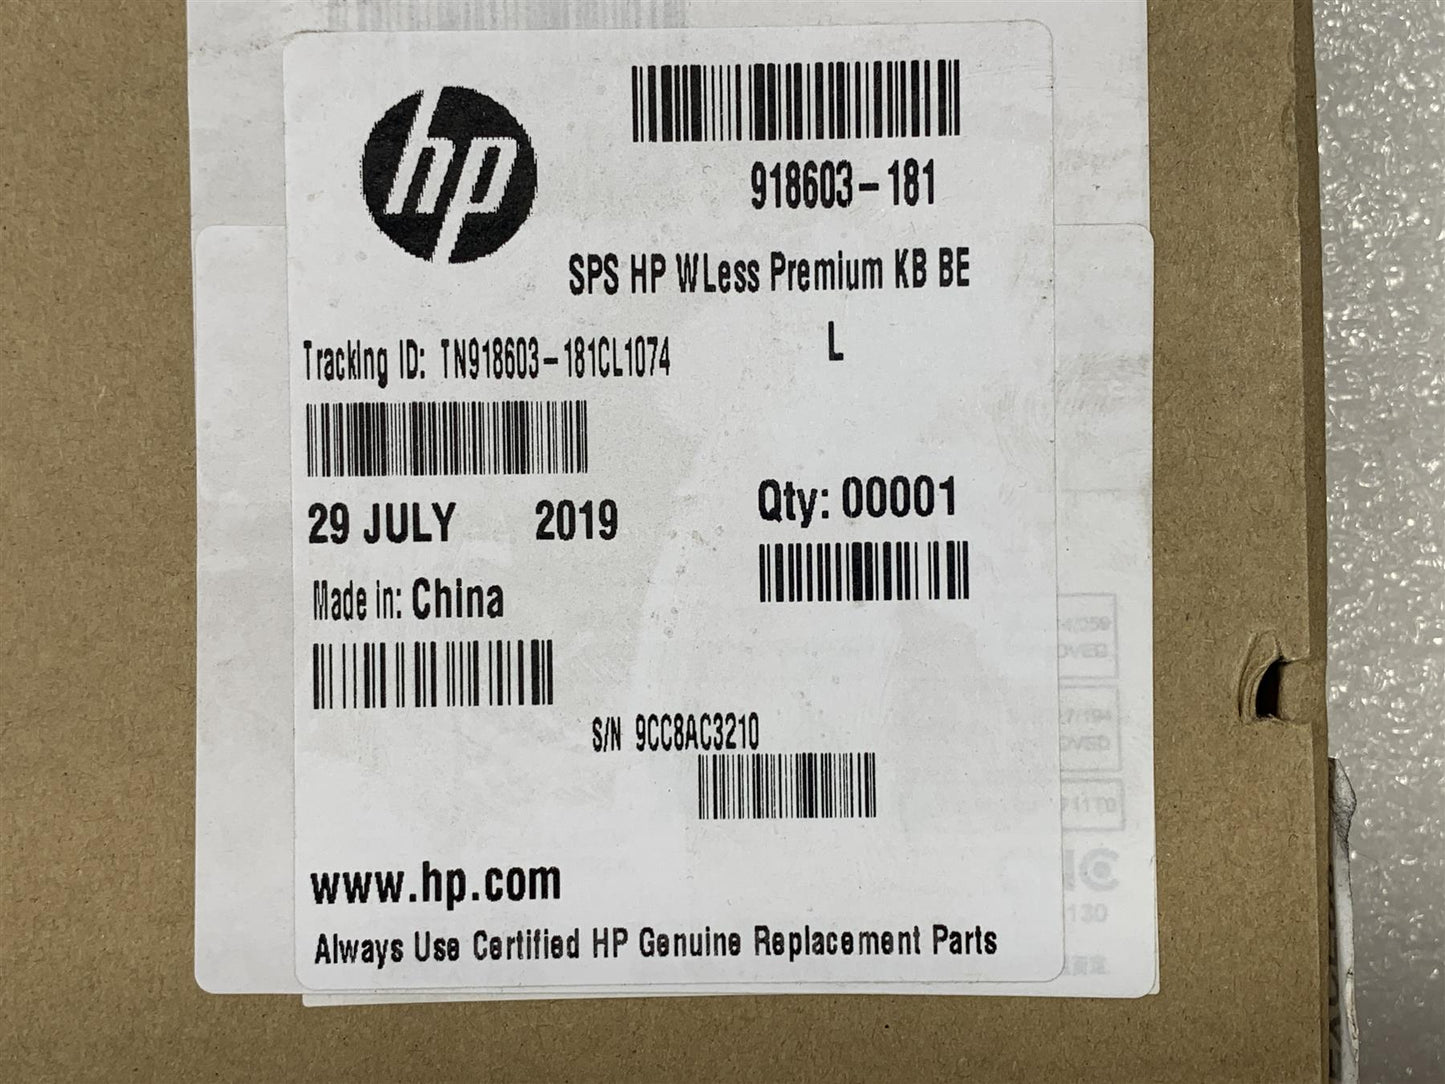 hp
918603-181
SPS HP WLess Premium KB BE
L
Tracking ID: TN918603-181CL1074
29 JULY 2019
Qty: 00001
Made in: China
S/N 9CC8AC3210
www.hp.com
Always Use Certified HP Genuine Replacement Parts
130